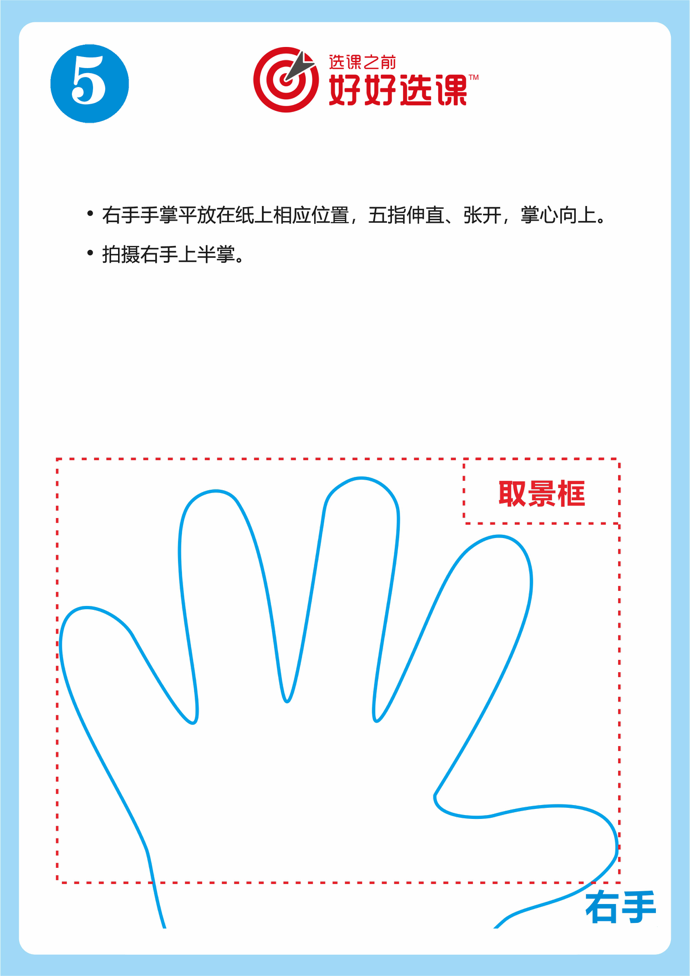 5
选课之前
好好选课™
• 右手手掌平放在纸上相应位置，五指伸直、张开，掌心向上。
• 拍摄右手上半掌。
取景框
右手